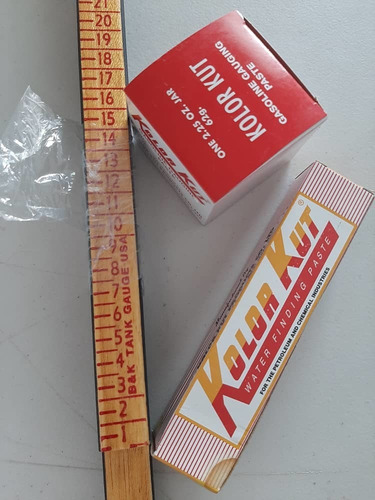 21
20
19
18
17
16
15
14
13
12
11
10
9
8
7
6
5
4
3
2
1
B&K TANK GAUGE USA
ONE 2.25 OZ. JAR
62g.
KOLOR KUT
GASOLINE GAUGING
PASTE
KOLOR KUT
KOLOR KUT®
WATER FINDING PASTE
FOR THE PETROLEUM AND CHEMICAL INDUSTRIES